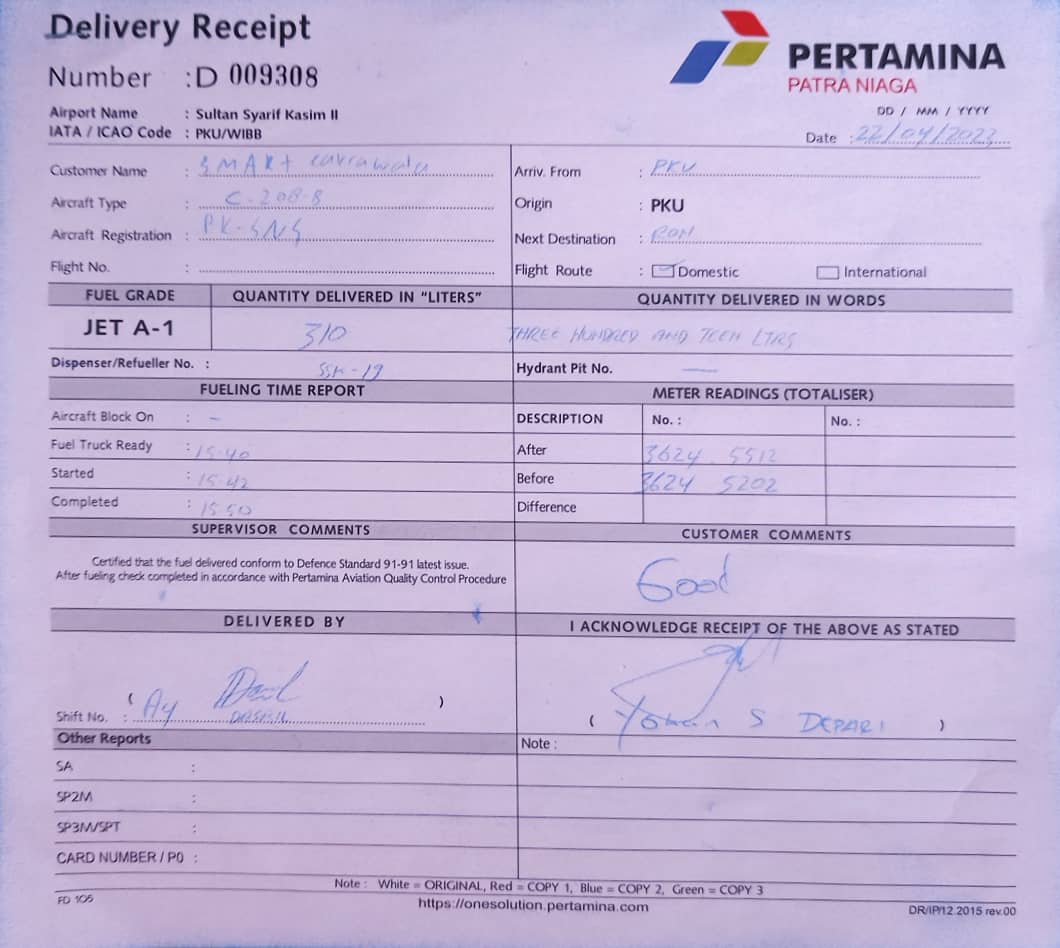 Delivery Receipt
Number : D 009308
PERTAMINA
PATRA NIAGA
Airport Name : Sultan Syarif Kasim II
IATA / ICAO Code : PKU/WIBB
DD / MM / YYYY
Date : 22/04/2023
Customer Name : SMART cakrawala
Aircraft Type : C-208-B
Aircraft Registration : PK-SNS
Flight No. :
Arriv. From : PKU
Origin : PKU
Next Destination :
Flight Route : Domestic International
FUEL GRADE QUANTITY DELIVERED IN "LITERS" QUANTITY DELIVERED IN WORDS
JET A-1 310 THREE HUNDRED AND TEEN LTRS
Dispenser/Refueller No. : SSK-19 Hydrant Pit No. —
FUELING TIME REPORT METER READINGS (TOTALISER)
Aircraft Block On : -
Fuel Truck Ready : 15.40
Started : 15.42
Completed : 15.50
DESCRIPTION No. : No. :
After 3624 5512
Before 3624 5202
Difference
SUPERVISOR COMMENTS CUSTOMER COMMENTS
Certified that the fuel delivered conform to Defence Standard 91-91 latest issue.
After fueling check completed in accordance with Pertamina Aviation Quality Control Procedure
Good
DELIVERED BY I ACKNOWLEDGE RECEIPT OF THE ABOVE AS STATED
( )
Shift No. :
( S DEPARI )
Other Reports Note :
SA :
SP2M :
SP3M/SPT :
CARD NUMBER / PO :
Note : White = ORIGINAL, Red = COPY 1, Blue = COPY 2, Green = COPY 3
FD 105 https://onesolution.pertamina.com DR/IP/12.2015 rev.00